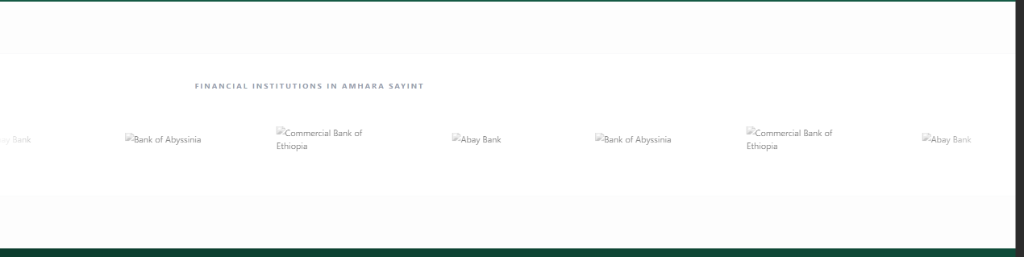 FINANCIAL INSTITUTIONS IN AMHARA SAYINT
Bank
Bank of Abyssinia
Commercial Bank of
Ethiopia
Abay Bank
Bank of Abyssinia
Commercial Bank of
Ethiopia
Abay Bank